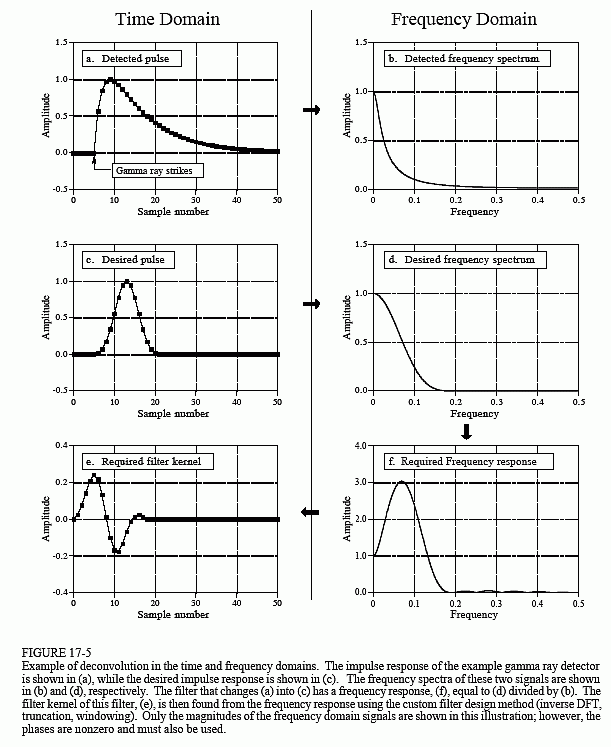 Time Domain
Frequency Domain
1.5
1.0
0.5
0.0
-0.5
Amplitude
a. Detected pulse
Gamma ray strikes
0 10 20 30 40 50
Sample number
1.5
1.0
0.5
0.0
Amplitude
b. Detected frequency spectrum
0 0.1 0.2 0.3 0.4 0.5
Frequency
1.5
1.0
0.5
0.0
-0.5
Amplitude
c. Desired pulse
0 10 20 30 40 50
Sample number
1.5
1.0
0.5
0.0
Amplitude
d. Desired frequency spectrum
0 0.1 0.2 0.3 0.4 0.5
Frequency
0.4
0.2
0.0
-0.2
-0.4
Amplitude
e. Required filter kernel
0 10 20 30 40 50
Sample number
4.0
3.0
2.0
1.0
0.0
Amplitude
f. Required Frequency response
0 0.1 0.2 0.3 0.4 0.5
Frequency
FIGURE 17-5
Example of deconvolution in the time and frequency domains. The impulse response of the example gamma ray detector
is shown in (a), while the desired impulse response is shown in (c). The frequency spectra of these two signals are shown
in (b) and (d), respectively. The filter that changes (a) into (c) has a frequency response, (f), equal to (d) divided by (b). The
filter kernel of this filter, (e), is then found from the frequency response using the custom filter design method (inverse DFT,
truncation, windowing). Only the magnitudes of the frequency domain signals are shown in this illustration; however, the
phases are nonzero and must also be used.